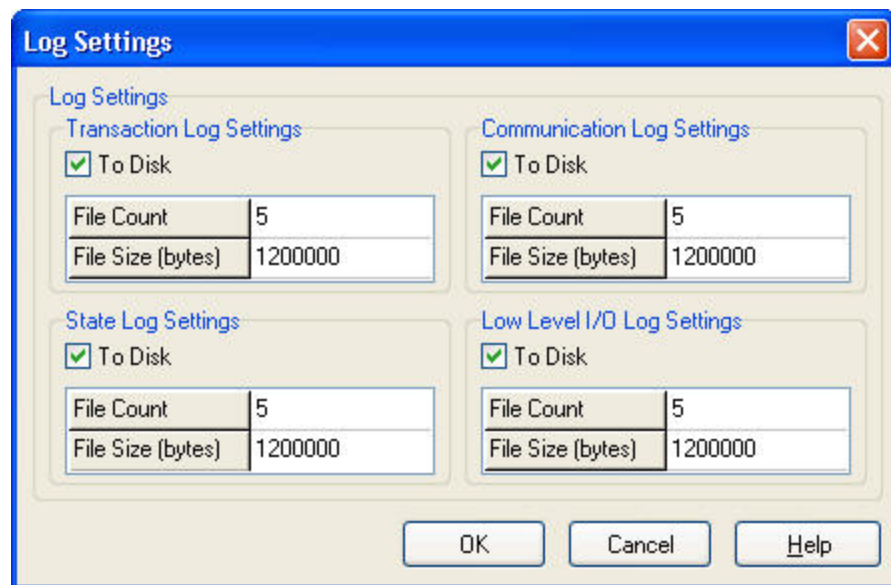 Log Settings
Log Settings
Transaction Log Settings
To Disk
File Count 5
File Size (bytes) 1200000
Communication Log Settings
To Disk
File Count 5
File Size (bytes) 1200000
State Log Settings
To Disk
File Count 5
File Size (bytes) 1200000
Low Level I/O Log Settings
To Disk
File Count 5
File Size (bytes) 1200000
OK Cancel Help